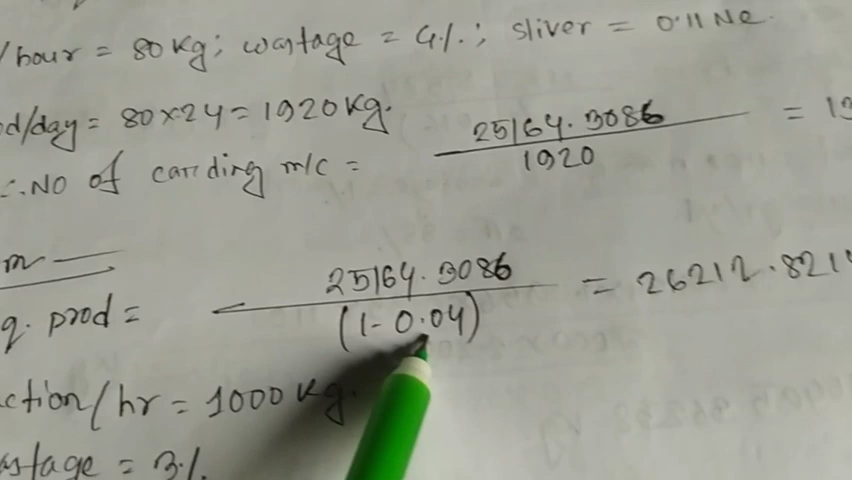 /hour = 80 Kg; wastage = 4%; sliver = 0.11 Ne.
d/day = 80 × 24 = 1920 Kg.
∴ No of carding m/c = 25164.3086 / 1920 = 13
q. prod = 25164.3086 / (1 - 0.04) = 26212.821
ction/hr = 1000 Kg.
stage = 3%.